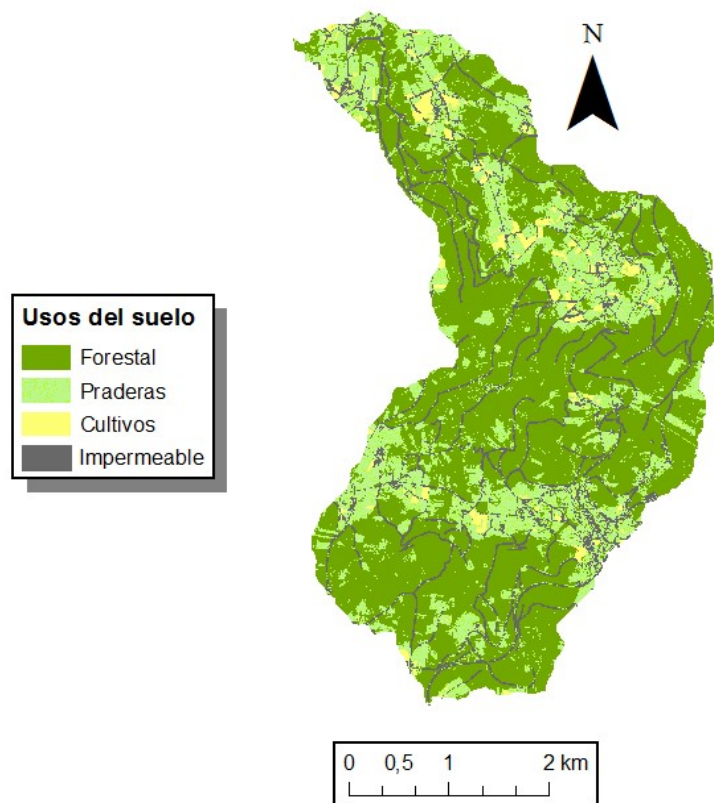 N
Usos del suelo
Forestal
Praderas
Cultivos
Impermeable
0 0,5 1 2 km